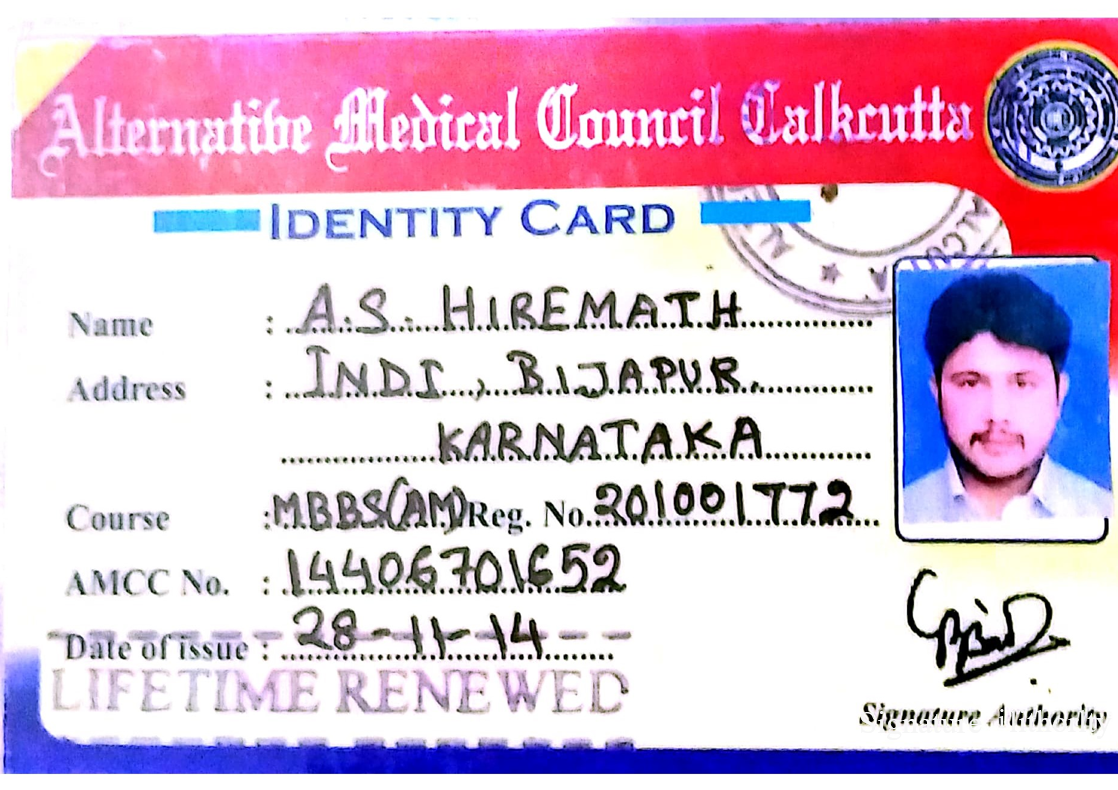 Alternative Medical Council Calkcutta
IDENTITY CARD
Name : A.S. HIREMATH
Address : INDI, BIJAPUR.
KARNATAKA
Course : MBBS(AM) Reg. No. 201001772
AMCC No. : 14406701652
Date of issue : 28-11-14
LIFETIME RENEWED
Signature Authority